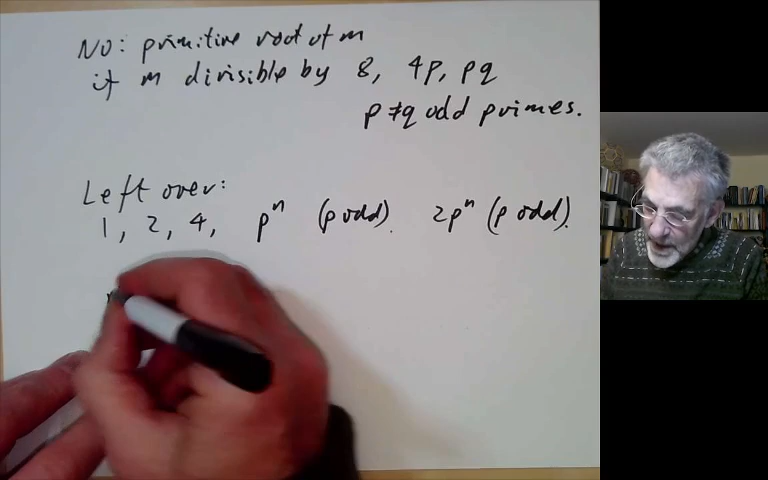 No: primitive root of m
if m divisible by 8, 4p, pq
p≠q odd primes.
Left over:
1, 2, 4, pⁿ (p odd). 2pⁿ (p odd).